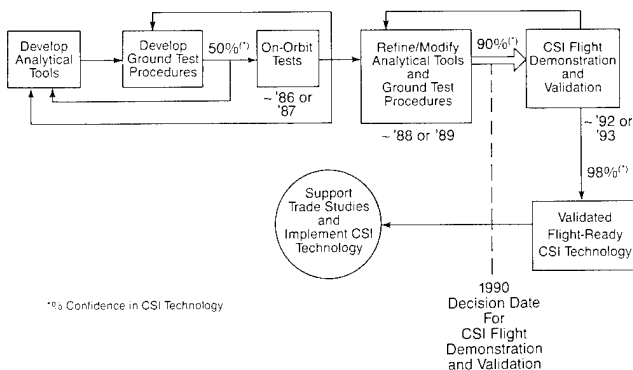 Develop
Analytical
Tools
Develop
Ground Test
Procedures
50%(*)
On-Orbit
Tests
~ '86 or
'87
Refine/Modify
Analytical Tools
and
Ground Test
Procedures
~ '88 or '89
90%(*)
CSI Flight
Demonstration
and
Validation
~ '92 or
'93
98%(*)
Support
Trade Studies
and
Implement CSI
Technology
Validated
Flight-Ready
CSI Technology
*% Confidence in CSI Technology
1990
Decision Date
For
CSI Flight
Demonstration
and Validation